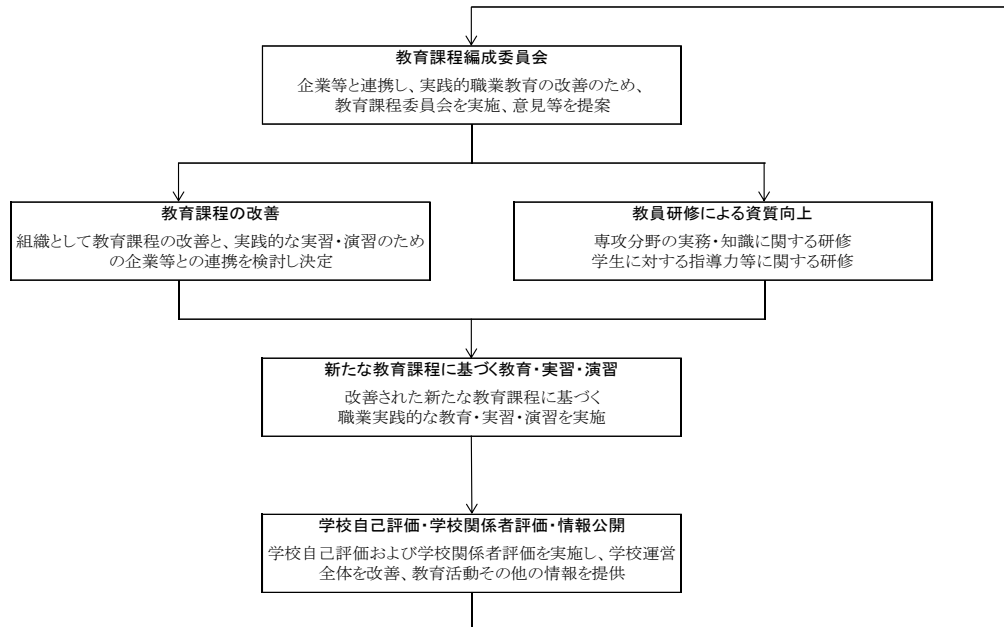 教育課程編成委員会
企業等と連携し、実践的職業教育の改善のため、
教育課程委員会を実施、意見等を提案
教育課程の改善
組織として教育課程の改善と、実践的な実習・演習のため
の企業等との連携を検討し決定
教員研修による資質向上
専攻分野の実務・知識に関する研修
学生に対する指導力等に関する研修
新たな教育課程に基づく教育・実習・演習
改善された新たな教育課程に基づく
職業実践的な教育・実習・演習を実施
学校自己評価・学校関係者評価・情報公開
学校自己評価および学校関係者評価を実施し、学校運営
全体を改善、教育活動その他の情報を提供